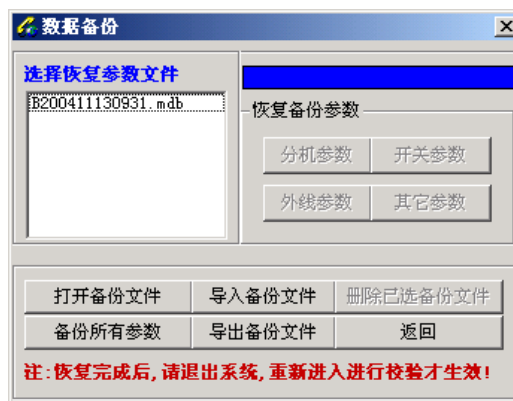 数据备份
选择恢复参数文件
B200411130931.mdb
恢复备份参数
分机参数 开关参数
外线参数 其它参数
打开备份文件 导入备份文件 删除已选备份文件
备份所有参数 导出备份文件 返回
注:恢复完成后,请退出系统,重新进入进行校验才生效!